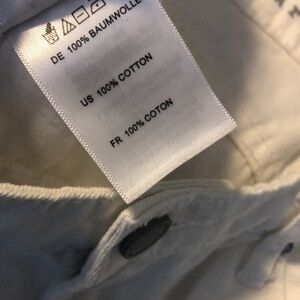 DE 100% BAUMWOLLE
US 100% COTTON
FR 100% COTON